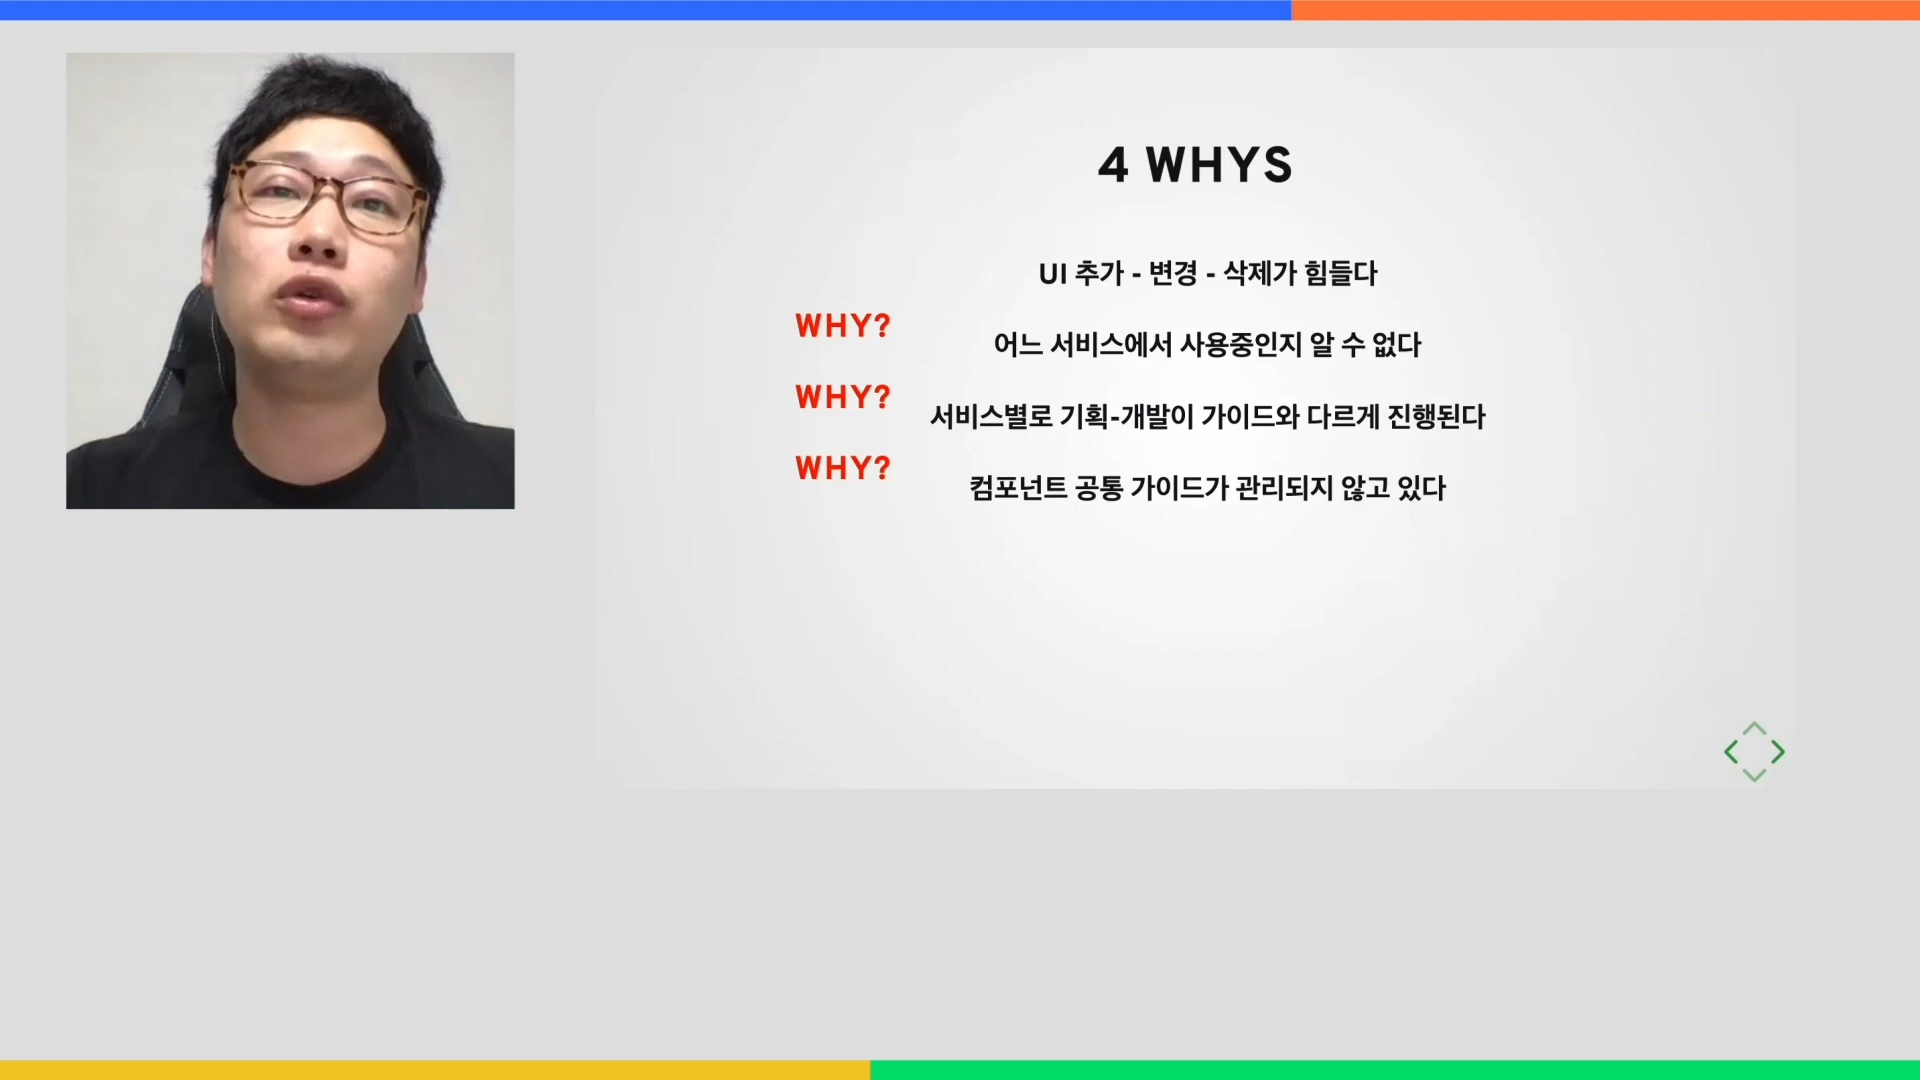 4 WHYS
UI 추가 - 변경 - 삭제가 힘들다
WHY?
어느 서비스에서 사용중인지 알 수 없다
WHY?
서비스별로 기획-개발이 가이드와 다르게 진행된다
WHY?
컴포넌트 공통 가이드가 관리되지 않고 있다